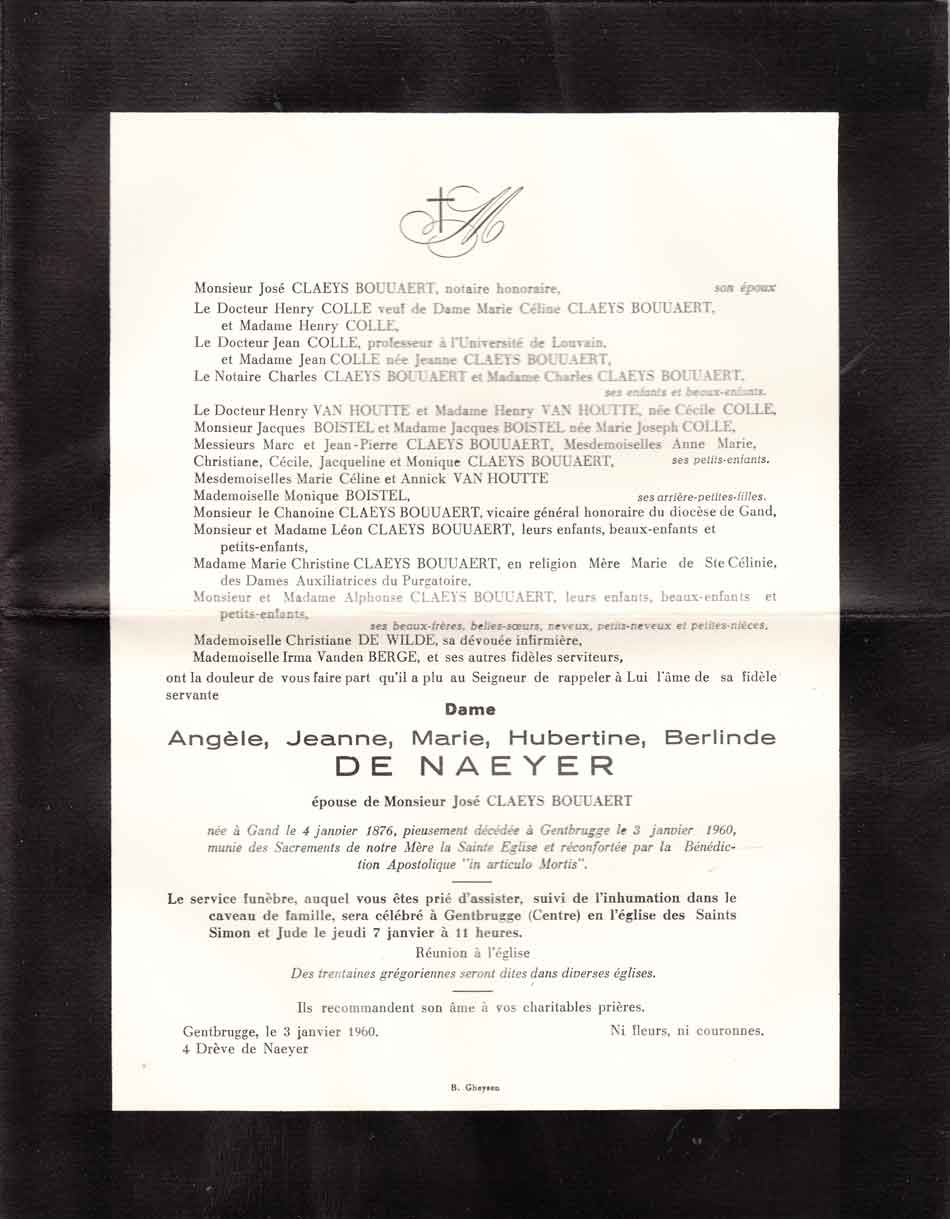 M
Monsieur José CLAEYS BOUUAERT, notaire honoraire, son époux
Le Docteur Henry COLLE veuf de Dame Marie Céline CLAEYS BOUUAERT,
et Madame Henry COLLE,
Le Docteur Jean COLLE, professeur à l'Université de Louvain,
et Madame Jean COLLE née Jeanne CLAEYS BOUUAERT,
Le Notaire Charles CLAEYS BOUUAERT et Madame Charles CLAEYS BOUUAERT,
ses enfants et beaux-enfants.
Le Docteur Henry VAN HOUTTE et Madame Henry VAN HOUTTE, née Cécile COLLE,
Monsieur Jacques BOISTEL et Madame Jacques BOISTEL née Marie Joseph COLLE,
Messieurs Marc et Jean-Pierre CLAEYS BOUUAERT, Mesdemoiselles Anne Marie,
Christiane, Cécile, Jacqueline et Monique CLAEYS BOUUAERT, ses petits-enfants.
Mesdemoiselles Marie Céline et Annick VAN HOUTTE
Mademoiselle Monique BOISTEL, ses arrière-petites-filles.
Monsieur le Chanoine CLAEYS BOUUAERT, vicaire général honoraire du diocèse de Gand,
Monsieur et Madame Léon CLAEYS BOUUAERT, leurs enfants, beaux-enfants et
petits-enfants,
Madame Marie Christine CLAEYS BOUUAERT, en religion Mère Marie de Ste Célinie,
des Dames Auxiliatrices du Purgatoire,
Monsieur et Madame Alphonse CLAEYS BOUUAERT, leurs enfants, beaux-enfants et
petits-enfants,
ses beaux-frères, belles-sœurs, neveux, petits-neveux et petites-nièces,
Mademoiselle Christiane DE WILDE, sa dévouée infirmière,
Mademoiselle Irma Vanden BERGE, et ses autres fidèles serviteurs,
ont la douleur de vous faire part qu'il a plu au Seigneur de rappeler à Lui l'âme de sa fidèle
servante
Dame
Angèle, Jeanne, Marie, Hubertine, Berlinde
DE NAEYER
épouse de Monsieur José CLAEYS BOUUAERT
née à Gand le 4 janvier 1876, pieusement décédée à Gentbrugge le 3 janvier 1960,
munie des Sacrements de notre Mère la Sainte Eglise et réconfortée par la Bénédic-
tion Apostolique "in articulo Mortis".
Le service funèbre, auquel vous êtes prié d'assister, suivi de l'inhumation dans le
caveau de famille, sera célébré à Gentbrugge (Centre) en l'église des Saints
Simon et Jude le jeudi 7 janvier à 11 heures.
Réunion à l'église
Des trentaines grégoriennes seront dites dans diverses églises.
Ils recommandent son âme à vos charitables prières.
Gentbrugge, le 3 janvier 1960. Ni fleurs, ni couronnes.
4 Drève de Naeyer
B. Gheysen